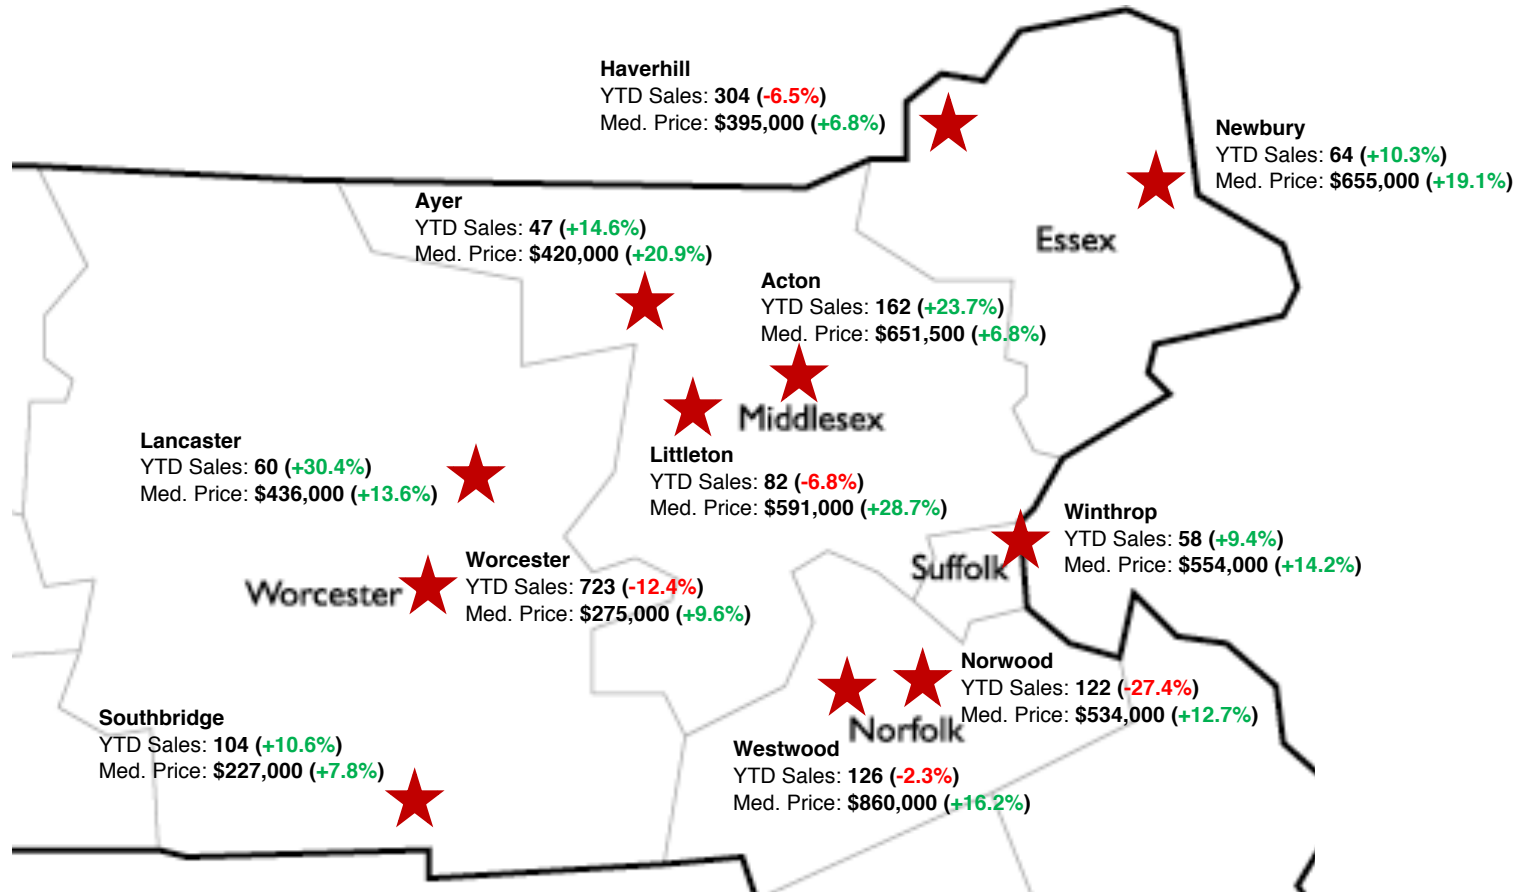 Haverhill
YTD Sales: 304 (-6.5%)
Med. Price: $395,000 (+6.8%)
Newbury
YTD Sales: 64 (+10.3%)
Med. Price: $655,000 (+19.1%)
Essex
Ayer
YTD Sales: 47 (+14.6%)
Med. Price: $420,000 (+20.9%)
Acton
YTD Sales: 162 (+23.7%)
Med. Price: $651,500 (+6.8%)
Middlesex
Lancaster
YTD Sales: 60 (+30.4%)
Med. Price: $436,000 (+13.6%)
Littleton
YTD Sales: 82 (-6.8%)
Med. Price: $591,000 (+28.7%)
Winthrop
YTD Sales: 58 (+9.4%)
Med. Price: $554,000 (+14.2%)
Suffolk
Worcester
Worcester
YTD Sales: 723 (-12.4%)
Med. Price: $275,000 (+9.6%)
Norwood
YTD Sales: 122 (-27.4%)
Med. Price: $534,000 (+12.7%)
Norfolk
Southbridge
YTD Sales: 104 (+10.6%)
Med. Price: $227,000 (+7.8%)
Westwood
YTD Sales: 126 (-2.3%)
Med. Price: $860,000 (+16.2%)